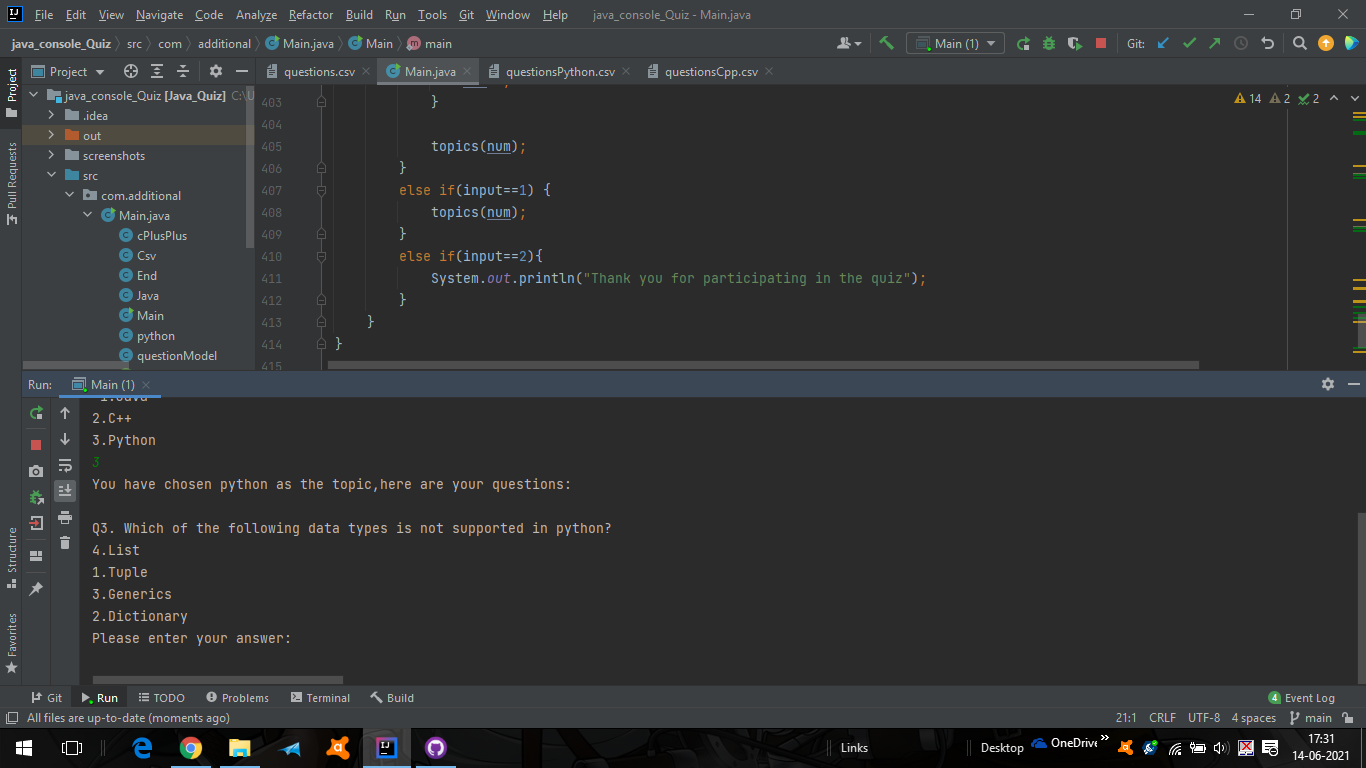 File Edit View Navigate Code Analyze Refactor Build Run Tools Git Window Help java_console_Quiz - Main.java
java_console_Quiz src com additional Main.java Main main Main (1) Git:
Project questions.csv Main.java questionsPython.csv questionsCpp.csv
Project
Pull Requests
java_console_Quiz [Java_Quiz] C:\U
.idea
out
screenshots
src
com.additional
Main.java
cPlusPlus
Csv
End
Java
Main
python
questionModel
14 2 2
403 }
404
405 topics(num);
406 }
407 else if(input==1) {
408 topics(num);
409 }
410 else if(input==2){
411 System.out.println("Thank you for participating in the quiz");
412 }
413 }
414 }
415
Run: Main (1)
1.Java
2.C++
3.Python
3
You have chosen python as the topic,here are your questions:
Q3. Which of the following data types is not supported in python?
4.List
1.Tuple
3.Generics
2.Dictionary
Please enter your answer:
Structure
Favorites
Git Run TODO Problems Terminal Build 4 Event Log
All files are up-to-date (moments ago) 21:1 CRLF UTF-8 4 spaces main
Links Desktop OneDrive 17:31
14-06-2021